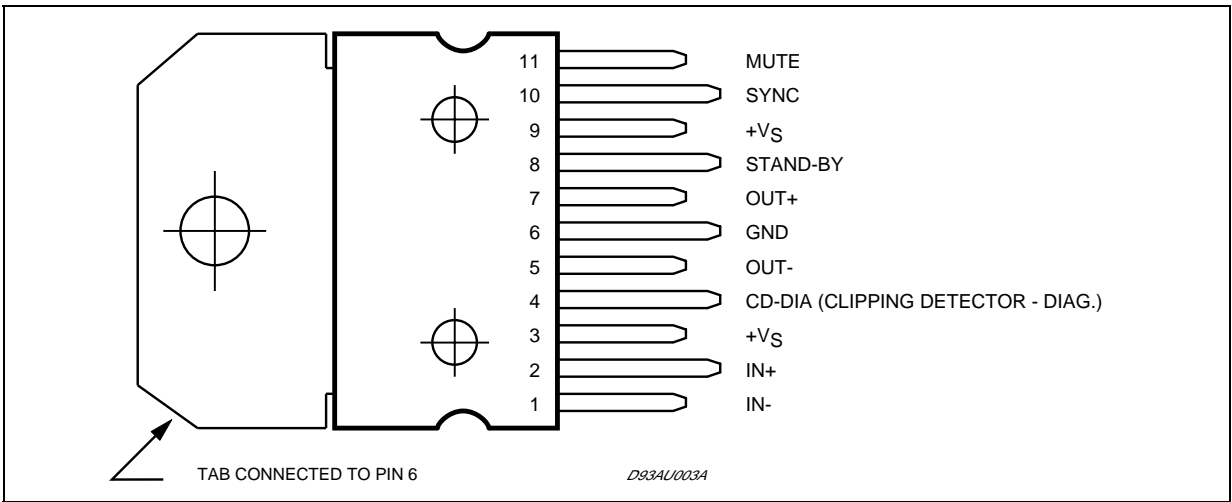 11 MUTE
10 SYNC
9 +VS
8 STAND-BY
7 OUT+
6 GND
5 OUT-
4 CD-DIA (CLIPPING DETECTOR - DIAG.)
3 +VS
2 IN+
1 IN-
TAB CONNECTED TO PIN 6 D93AU003A